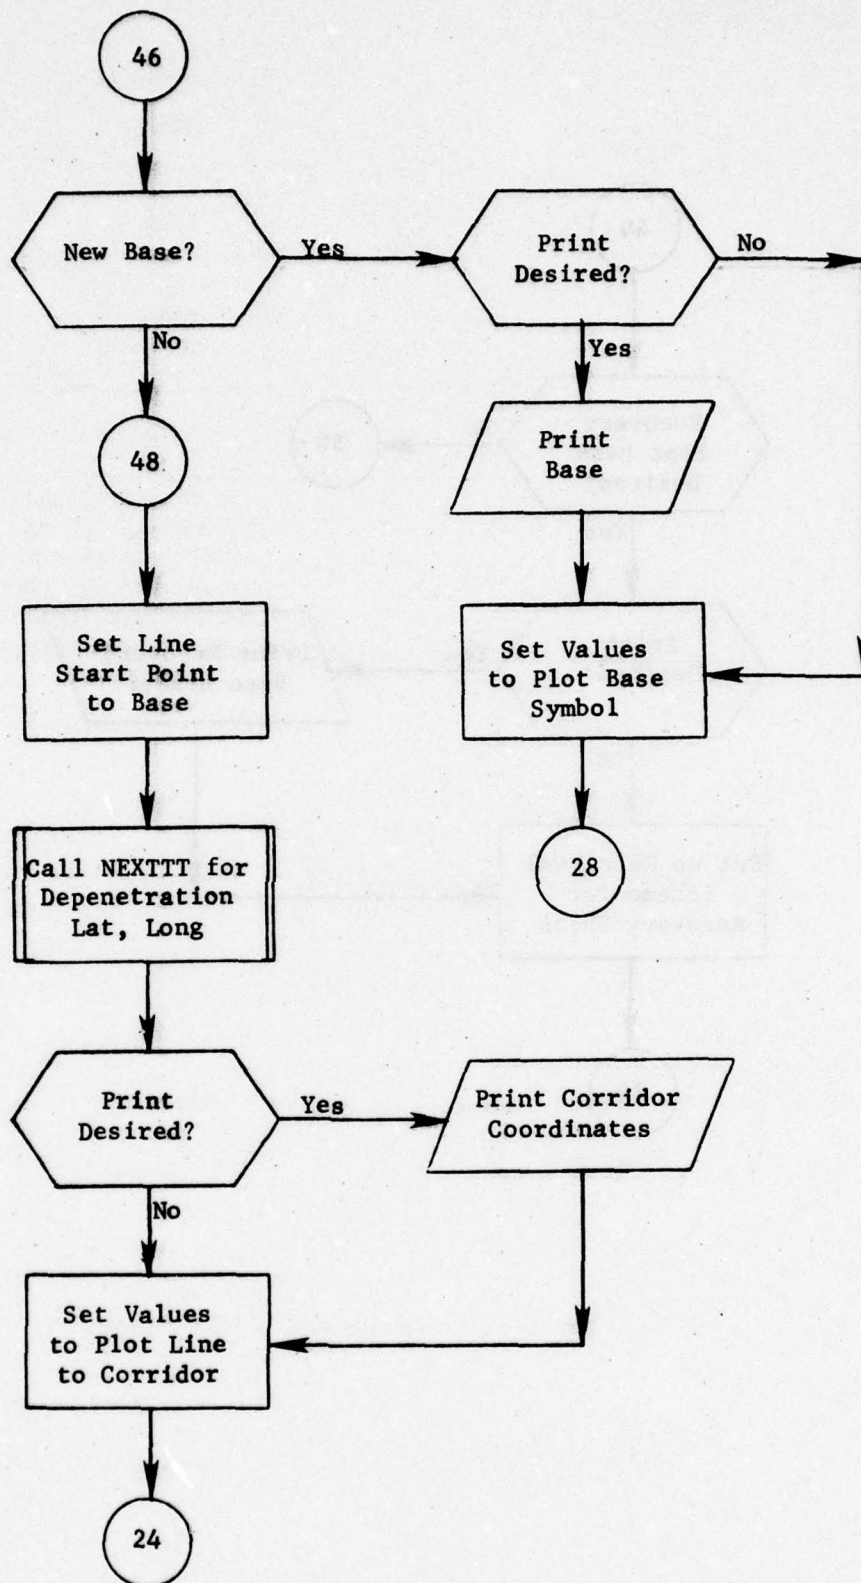 46
New Base?
Yes
Print
Desired?
No
No
Yes
48
Print
Base
Set Line
Start Point
to Base
Set Values
to Plot Base
Symbol
Call NEXTTT for
Depenetration
Lat, Long
28
Print
Desired?
Yes
Print Corridor
Coordinates
No
Set Values
to Plot Line
to Corridor
24